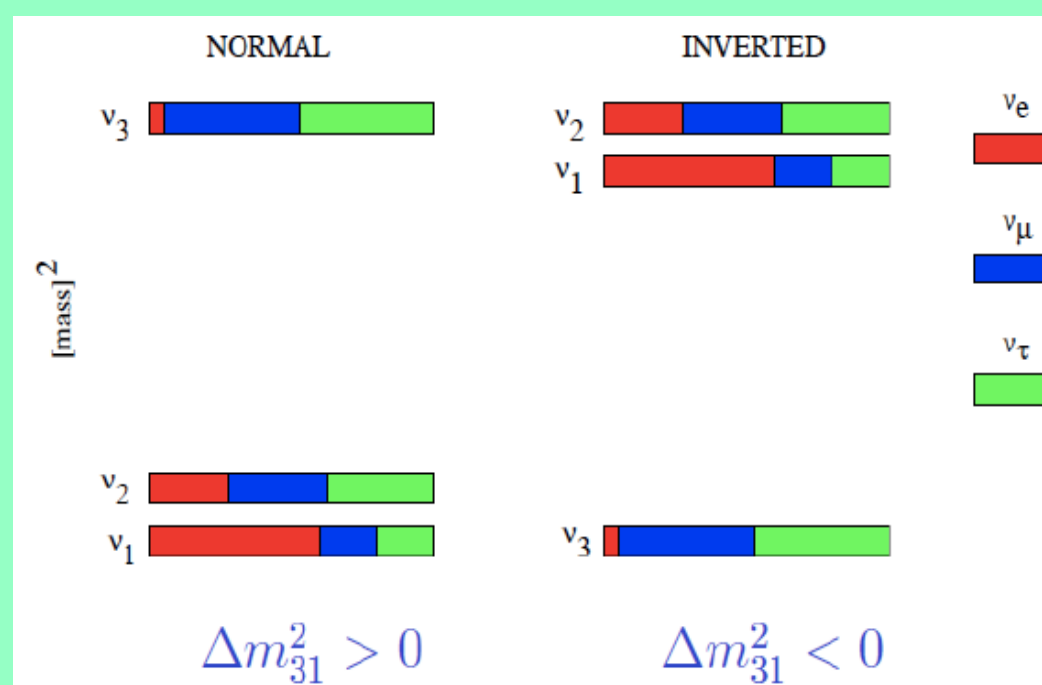 NORMAL
INVERTED
ν3
ν2
ν1
νe
νμ
ντ
[mass]²
ν2
ν1
ν3
Δm²₃₁ > 0
Δm²₃₁ < 0